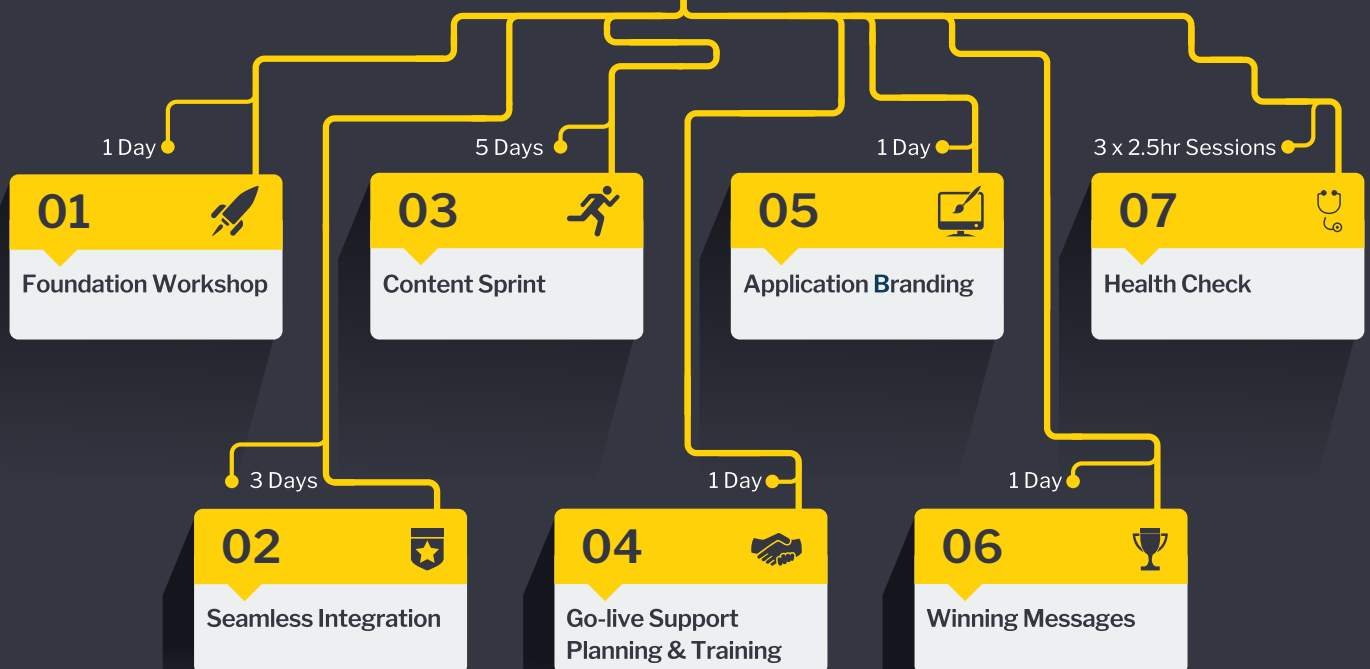 1 Day
01
Foundation Workshop
5 Days
03
Content Sprint
1 Day
05
Application Branding
3 x 2.5hr Sessions
07
Health Check
3 Days
02
Seamless Integration
1 Day
04
Go-live Support
Planning & Training
1 Day
06
Winning Messages